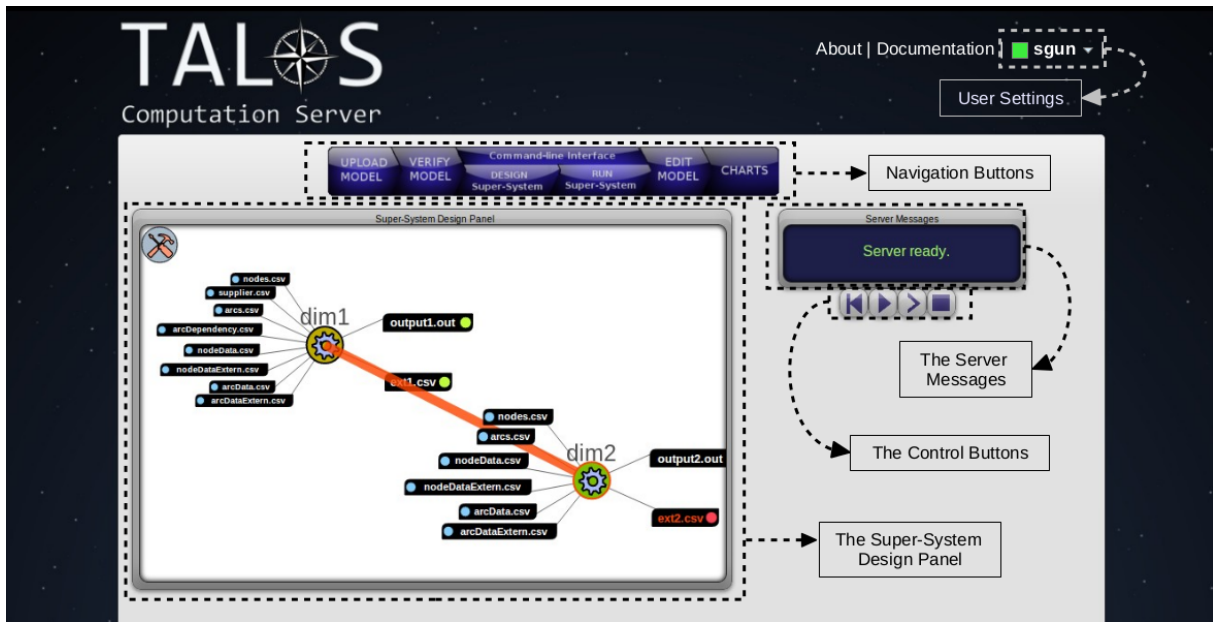 TALOS
Computation Server
About | Documentation | sgun
User Settings
UPLOAD MODEL
VERIFY MODEL
Command-line Interface
DESIGN Super-System
RUN Super-System
EDIT MODEL
CHARTS
Navigation Buttons
Super-System Design Panel
Server Messages
Server ready.
nodes.csv
supplier.csv
arcs.csv
arcDependency.csv
nodeData.csv
nodeDataExtern.csv
arcData.csv
arcDataExtern.csv
dim1
output1.out
ext1.csv
nodes.csv
arcs.csv
nodeData.csv
nodeDataExtern.csv
arcData.csv
arcDataExtern.csv
dim2
output2.out
ext2.csv
The Server
Messages
The Control Buttons
The Super-System
Design Panel